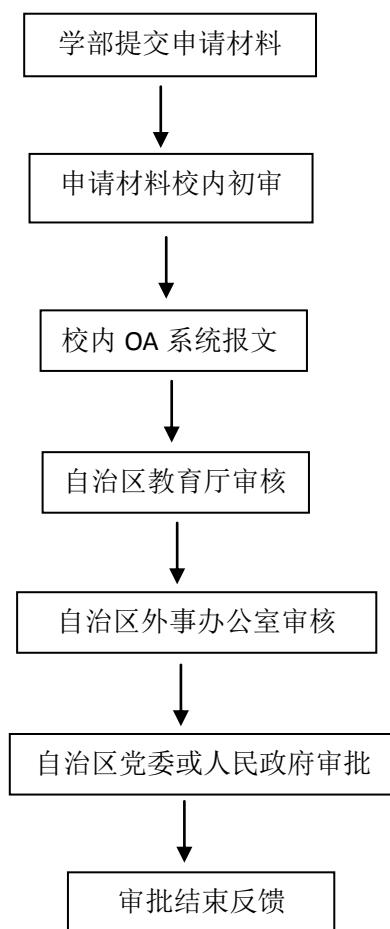 学部提交申请材料
申请材料校内初审
校内 OA 系统报文
自治区教育厅审核
自治区外事办公室审核
自治区党委或人民政府审批
审批结束反馈